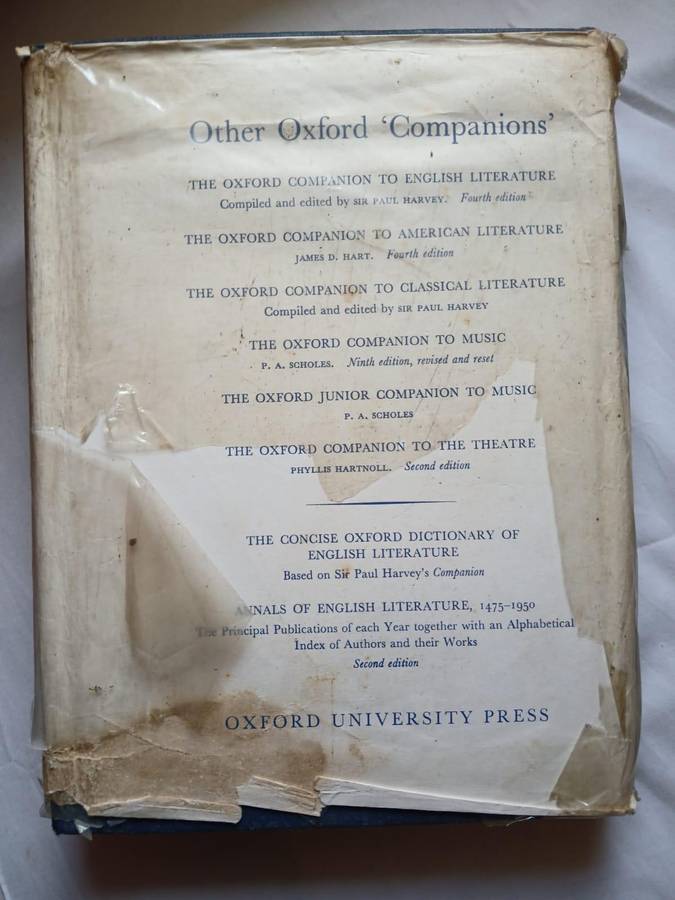 Other Oxford 'Companions'
THE OXFORD COMPANION TO ENGLISH LITERATURE
Compiled and edited by SIR PAUL HARVEY. Fourth edition
THE OXFORD COMPANION TO AMERICAN LITERATURE
JAMES D. HART. Fourth edition
THE OXFORD COMPANION TO CLASSICAL LITERATURE
Compiled and edited by SIR PAUL HARVEY
THE OXFORD COMPANION TO MUSIC
P. A. SCHOLES. Ninth edition, revised and reset
THE OXFORD JUNIOR COMPANION TO MUSIC
P. A. SCHOLES
THE OXFORD COMPANION TO THE THEATRE
PHYLLIS HARTNOLL. Second edition
THE CONCISE OXFORD DICTIONARY OF
ENGLISH LITERATURE
Based on Sir Paul Harvey's Companion
ANNALS OF ENGLISH LITERATURE, 1475-1950
The Principal Publications of each Year together with an Alphabetical
Index of Authors and their Works
Second edition
OXFORD UNIVERSITY PRESS